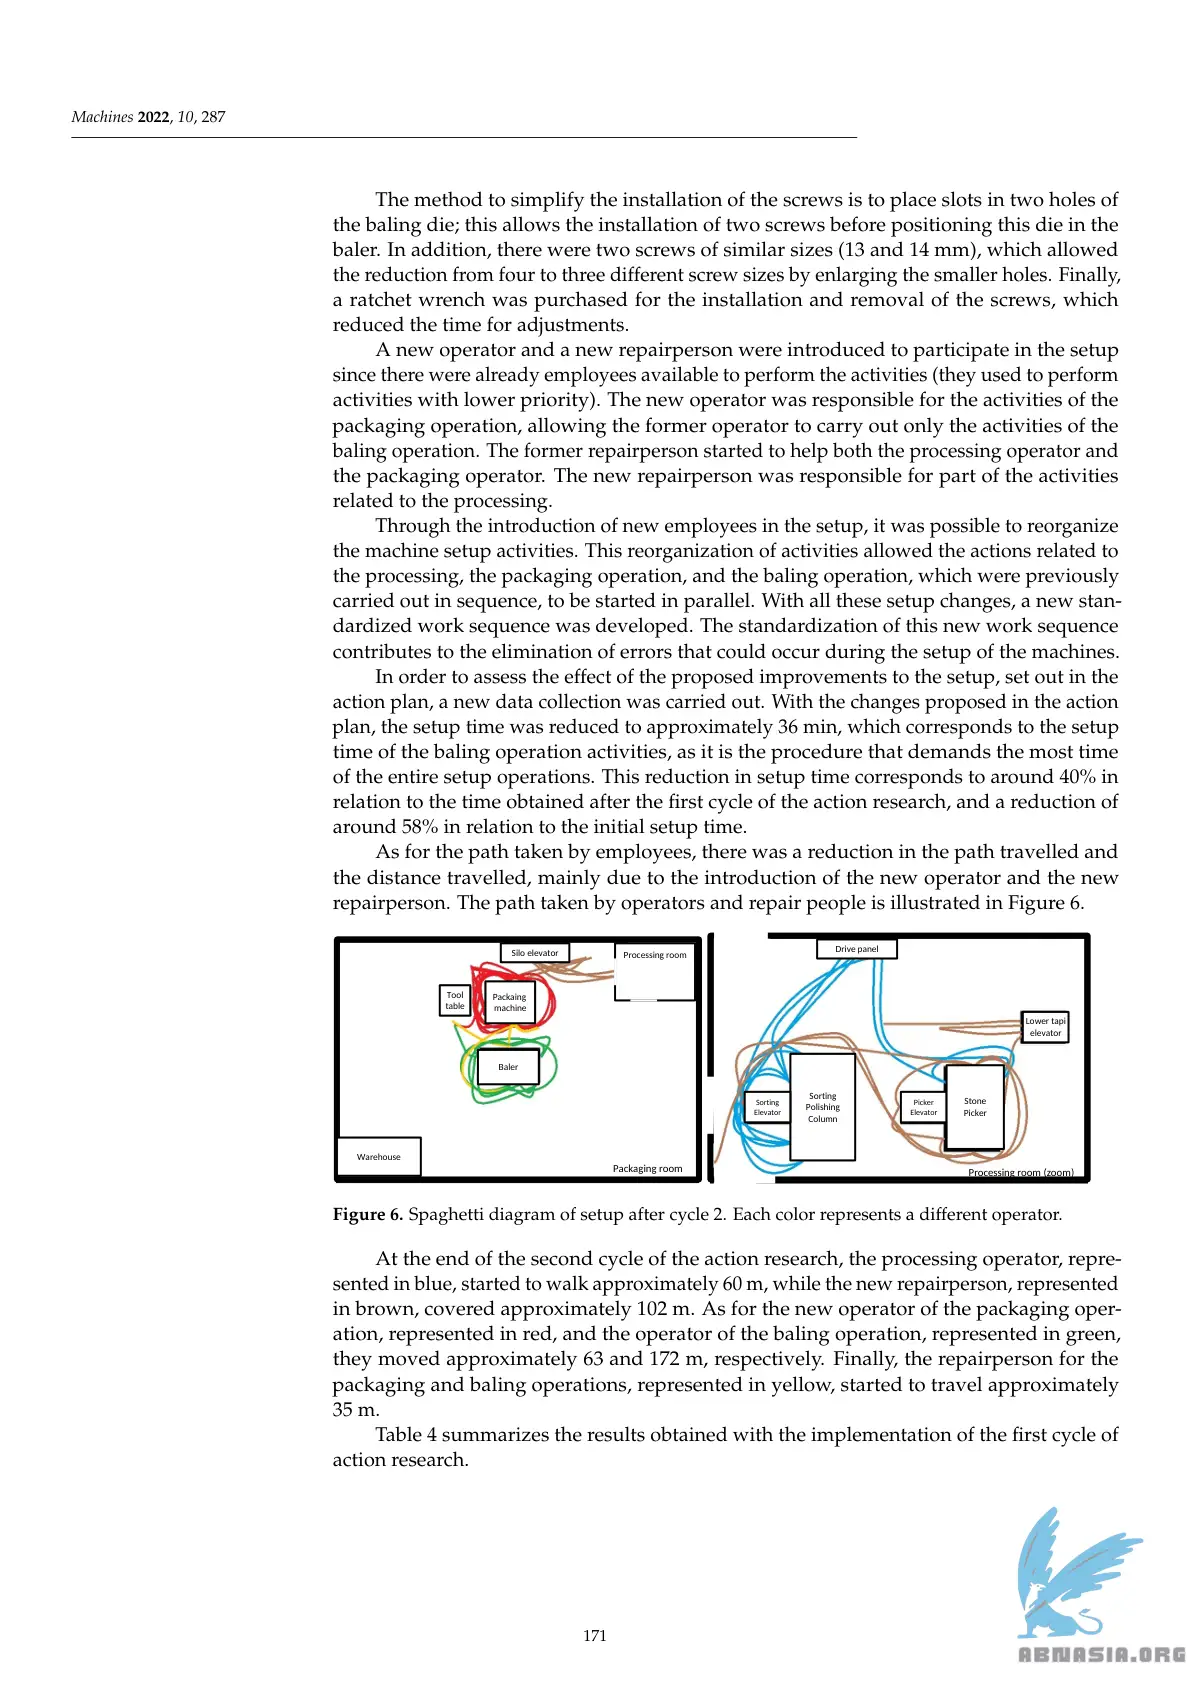 Machines 2022, 10, 287
The method to simplify the installation of the screws is to place slots in two holes of
the baling die; this allows the installation of two screws before positioning this die in the
baler. In addition, there were two screws of similar sizes (13 and 14 mm), which allowed
the reduction from four to three different screw sizes by enlarging the smaller holes. Finally,
a ratchet wrench was purchased for the installation and removal of the screws, which
reduced the time for adjustments.
A new operator and a new repairperson were introduced to participate in the setup
since there were already employees available to perform the activities (they used to perform
activities with lower priority). The new operator was responsible for the activities of the
packaging operation, allowing the former operator to carry out only the activities of the
baling operation. The former repairperson started to help both the processing operator and
the packaging operator. The new repairperson was responsible for part of the activities
related to the processing.
Through the introduction of new employees in the setup, it was possible to reorganize
the machine setup activities. This reorganization of activities allowed the actions related to
the processing, the packaging operation, and the baling operation, which were previously
carried out in sequence, to be started in parallel. With all these setup changes, a new stan-
dardized work sequence was developed. The standardization of this new work sequence
contributes to the elimination of errors that could occur during the setup of the machines.
In order to assess the effect of the proposed improvements to the setup, set out in the
action plan, a new data collection was carried out. With the changes proposed in the action
plan, the setup time was reduced to approximately 36 min, which corresponds to the setup
time of the baling operation activities, as it is the procedure that demands the most time
of the entire setup operations. This reduction in setup time corresponds to around 40% in
relation to the time obtained after the first cycle of the action research, and a reduction of
around 58% in relation to the initial setup time.
As for the path taken by employees, there was a reduction in the path travelled and
the distance travelled, mainly due to the introduction of the new operator and the new
repairperson. The path taken by operators and repair people is illustrated in Figure 6.
Silo elevator
Processing room
Tool
table
Packaing
machine
Baler
Warehouse
Packaging room
Drive panel
Lower tapi
elevator
Sorting
Elevator
Sorting
Polishing
Column
Picker
Elevator
Stone
Picker
Processing room (zoom)
Figure 6. Spaghetti diagram of setup after cycle 2. Each color represents a different operator.
At the end of the second cycle of the action research, the processing operator, repre-
sented in blue, started to walk approximately 60 m, while the new repairperson, represented
in brown, covered approximately 102 m. As for the new operator of the packaging oper-
ation, represented in red, and the operator of the baling operation, represented in green,
they moved approximately 63 and 172 m, respectively. Finally, the repairperson for the
packaging and baling operations, represented in yellow, started to travel approximately
35 m.
Table 4 summarizes the results obtained with the implementation of the first cycle of
action research.
171
ABNASIA.ORG